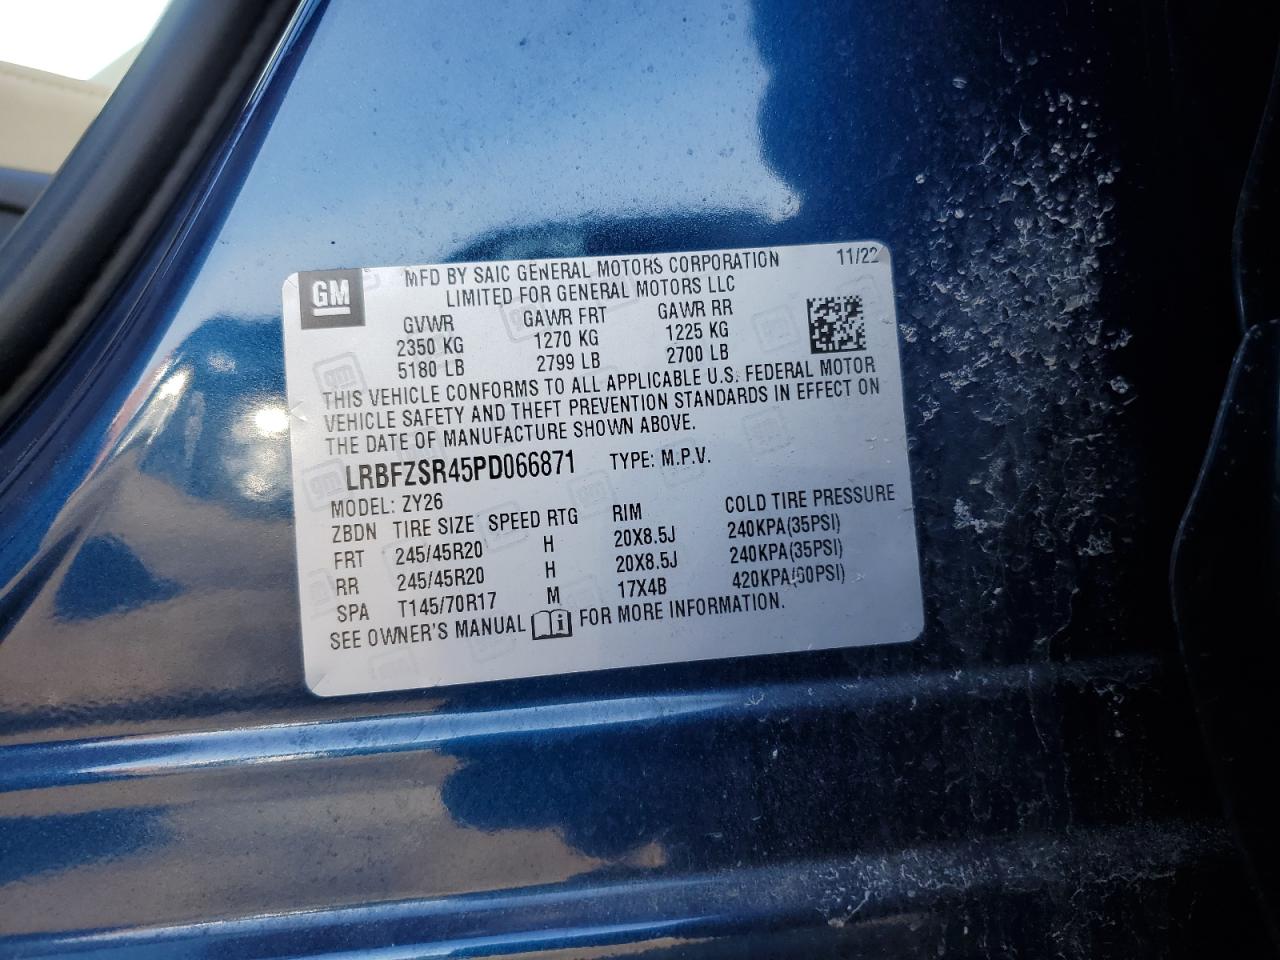 GM
MFD BY SAIC GENERAL MOTORS CORPORATION 11/22
LIMITED FOR GENERAL MOTORS LLC
GVWR GAWR FRT GAWR RR
2350 KG 1270 KG 1225 KG
5180 LB 2799 LB 2700 LB
THIS VEHICLE CONFORMS TO ALL APPLICABLE U.S. FEDERAL MOTOR
VEHICLE SAFETY AND THEFT PREVENTION STANDARDS IN EFFECT ON
THE DATE OF MANUFACTURE SHOWN ABOVE.
LRBFZSR45PD066871 TYPE: M.P.V.
MODEL: ZY26
ZBDN TIRE SIZE SPEED RTG RIM COLD TIRE PRESSURE
FRT 245/45R20 H 20X8.5J 240KPA(35PSI)
RR 245/45R20 H 20X8.5J 240KPA(35PSI)
SPA T145/70R17 M 17X4B 420KPA(60PSI)
SEE OWNER'S MANUAL i FOR MORE INFORMATION.